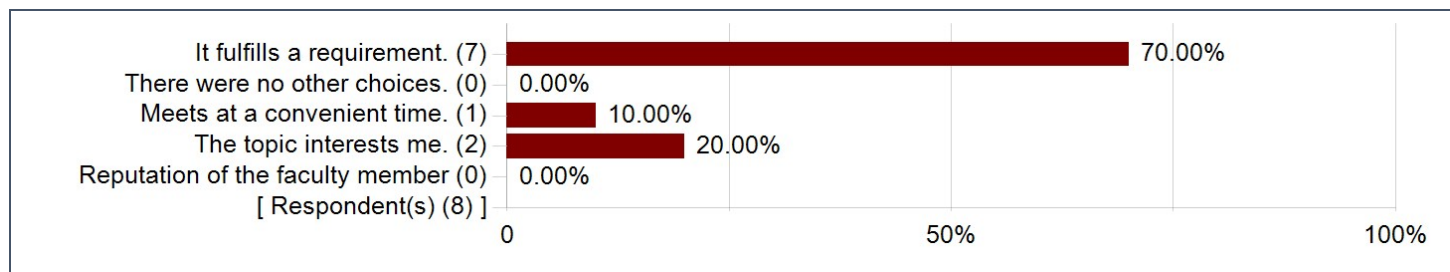 It fulfills a requirement. (7) 70.00%
There were no other choices. (0) 0.00%
Meets at a convenient time. (1) 10.00%
The topic interests me. (2) 20.00%
Reputation of the faculty member (0) 0.00%
[ Respondent(s) (8) ]
0 50% 100%